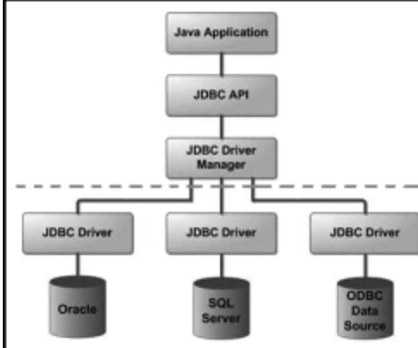 Java Application
JDBC API
JDBC Driver
Manager
JDBC Driver
JDBC Driver
JDBC Driver
Oracle
SQL
Server
ODBC
Data
Source